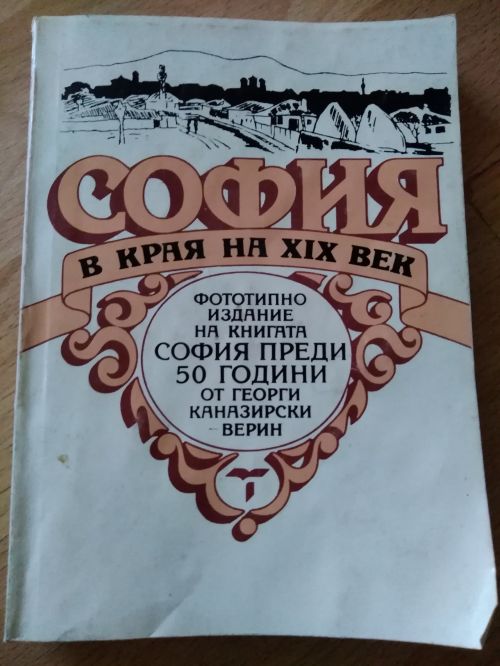 СОФИЯ
В КРАЯ НА XIX ВЕК
ФОТОТИПНО
ИЗДАНИЕ
НА КНИГАТА
СОФИЯ ПРЕДИ
50 ГОДИНИ
ОТ ГЕОРГИ
КАНАЗИРСКИ
ВЕРИН